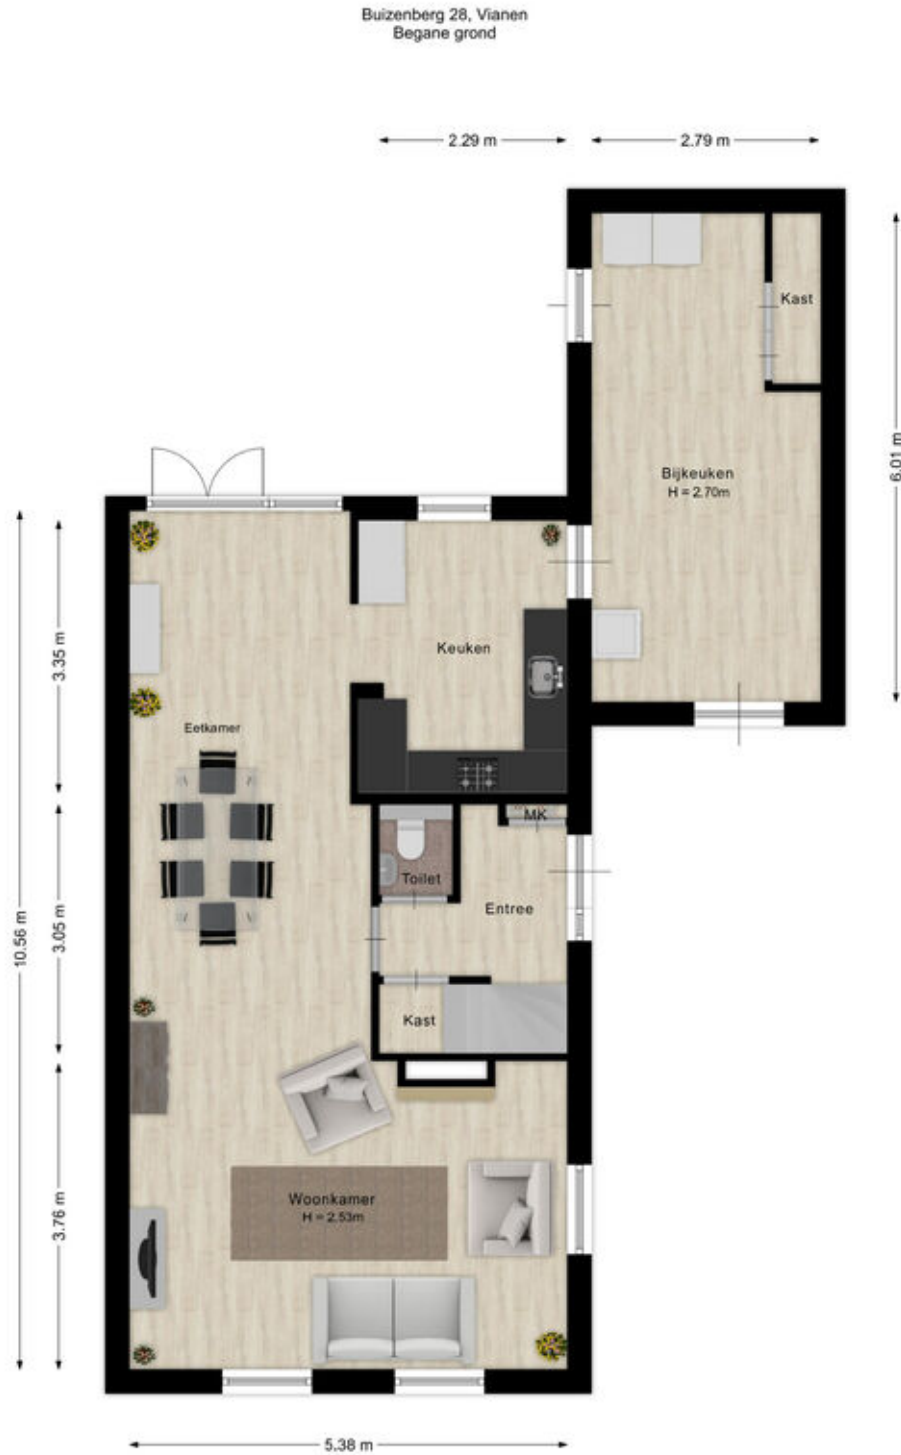 Buizenberg 28, Vianen
Begane grond
2.29 m
2.79 m
Kast
6.01 m
Bijkeuken
H = 2.70m
Keuken
3.35 m
Eetkamer
MK
Toilet
Entree
3.05 m
10.56 m
Kast
Woonkamer
H = 2.53m
3.76 m
5.38 m